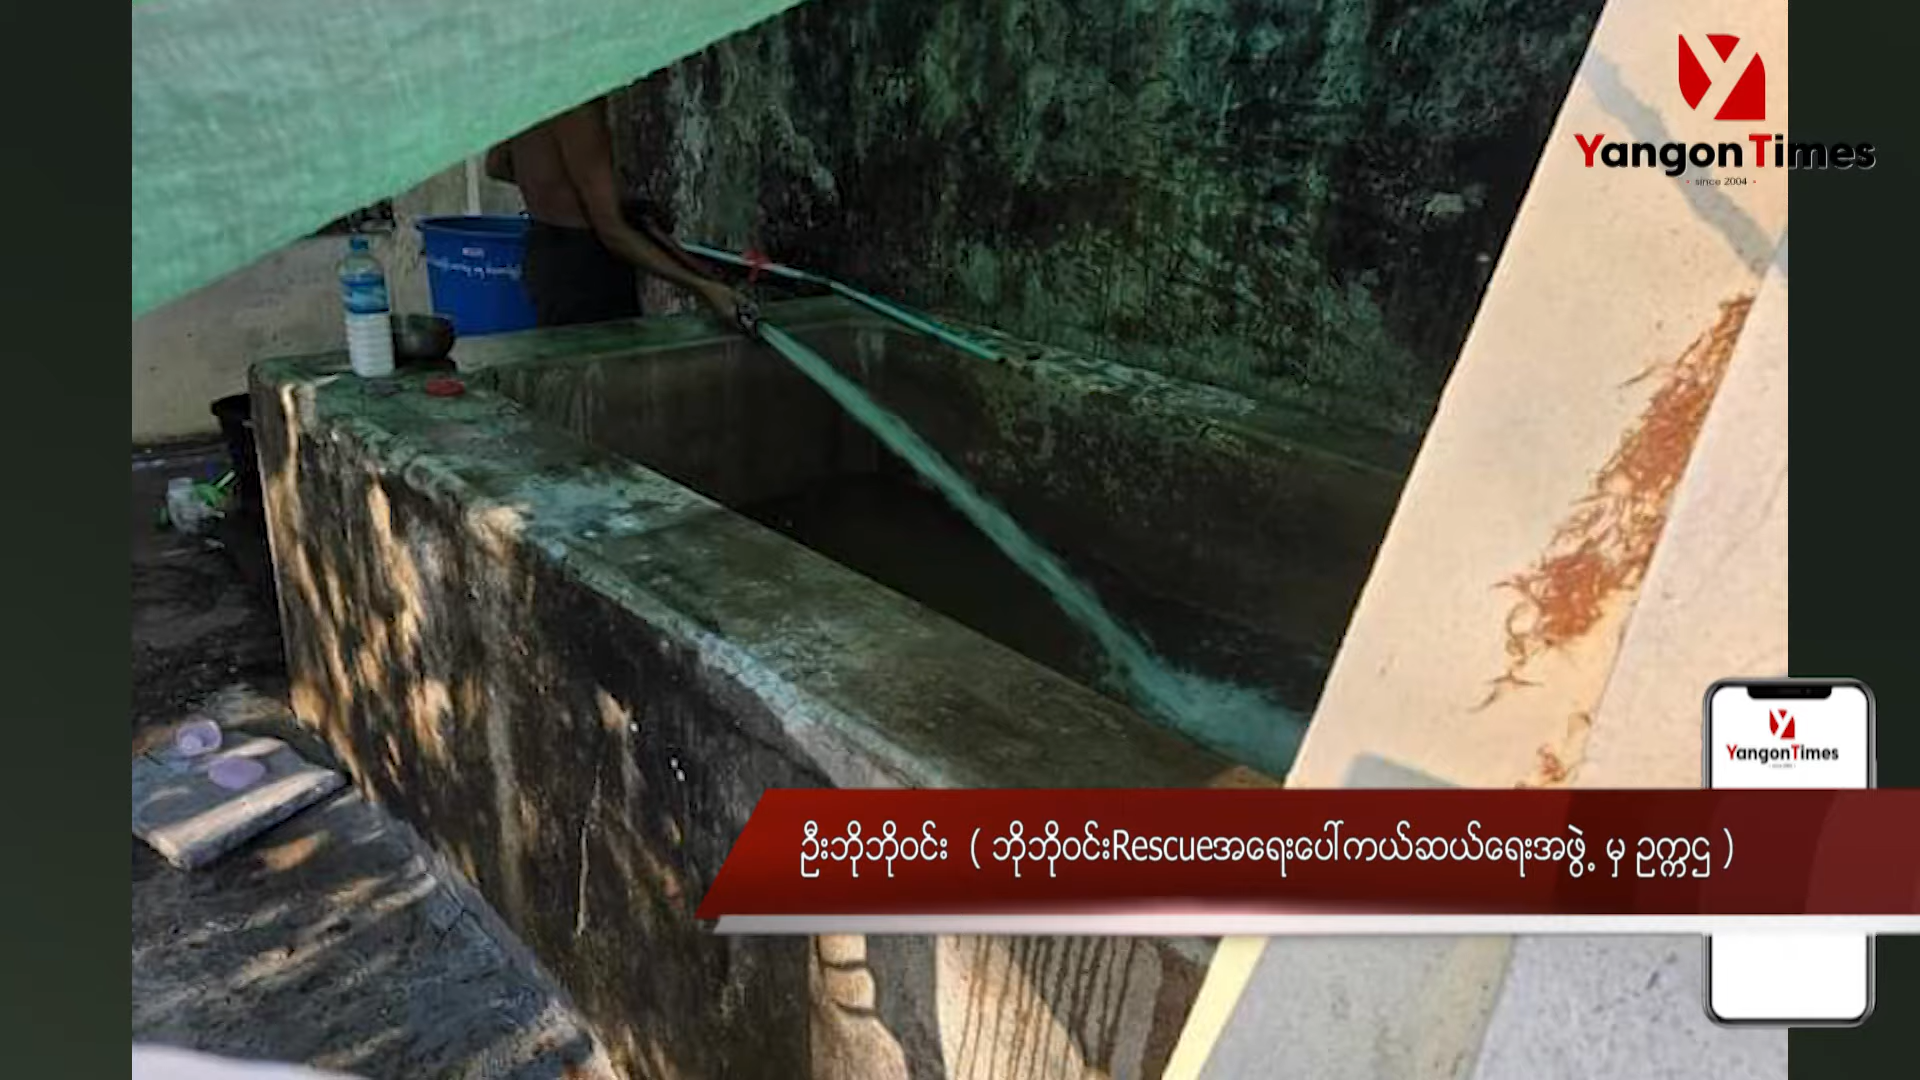 Yangon Times
- since 2004 -
YangonTimes
ဦးဘိုဘိုဝင်း ( ဘိုဘိုဝင်းRescueအရေးပေါ်ကယ်ဆယ်ရေးအဖွဲ့ မှ ဥက္ကဌ )